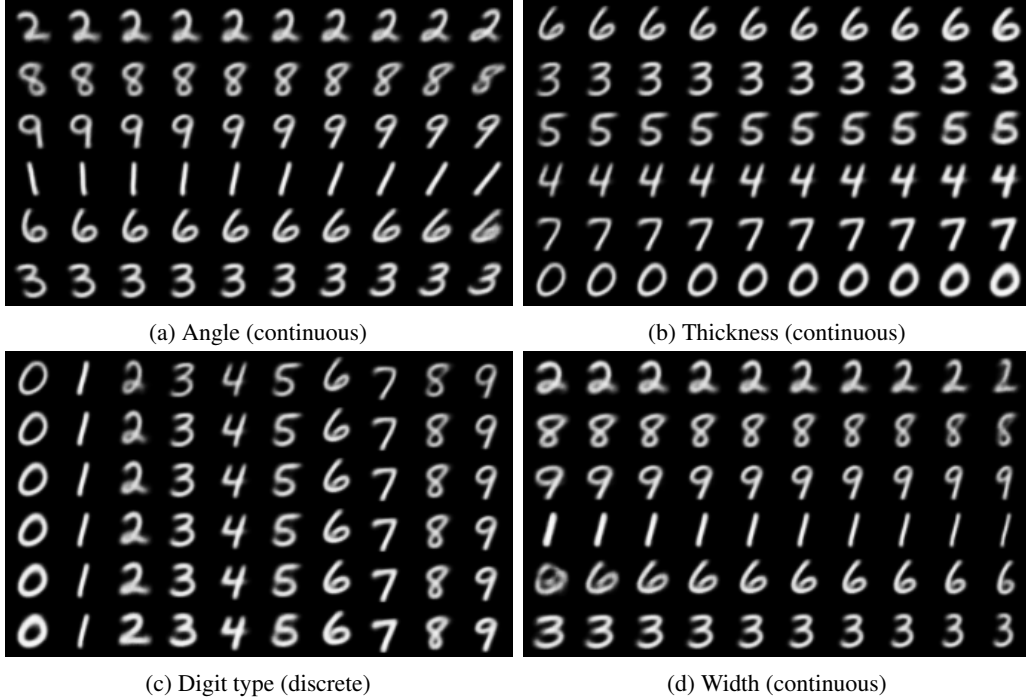 2 2 2 2 2 2 2 2 2 2
8 8 8 8 8 8 8 8 8 8
9 9 9 9 9 9 9 9 9 9
1 1 1 1 1 1 1 1 1 1
6 6 6 6 6 6 6 6 6 6
3 3 3 3 3 3 3 3 3 3
(a) Angle (continuous)
6 6 6 6 6 6 6 6 6 6
3 3 3 3 3 3 3 3 3 3
5 5 5 5 5 5 5 5 5 5
4 4 4 4 4 4 4 4 4 4
7 7 7 7 7 7 7 7 7 7
0 0 0 0 0 0 0 0 0 0
(b) Thickness (continuous)
0 1 2 3 4 5 6 7 8 9
0 1 2 3 4 5 6 7 8 9
0 1 2 3 4 5 6 7 8 9
0 1 2 3 4 5 6 7 8 9
0 1 2 3 4 5 6 7 8 9
0 1 2 3 4 5 6 7 8 9
(c) Digit type (discrete)
2 2 2 2 2 2 2 2 2 2
8 8 8 8 8 8 8 8 8 8
9 9 9 9 9 9 9 9 9 9
1 1 1 1 1 1 1 1 1 1
6 6 6 6 6 6 6 6 6
3 3 3 3 3 3 3 3 3 3
(d) Width (continuous)